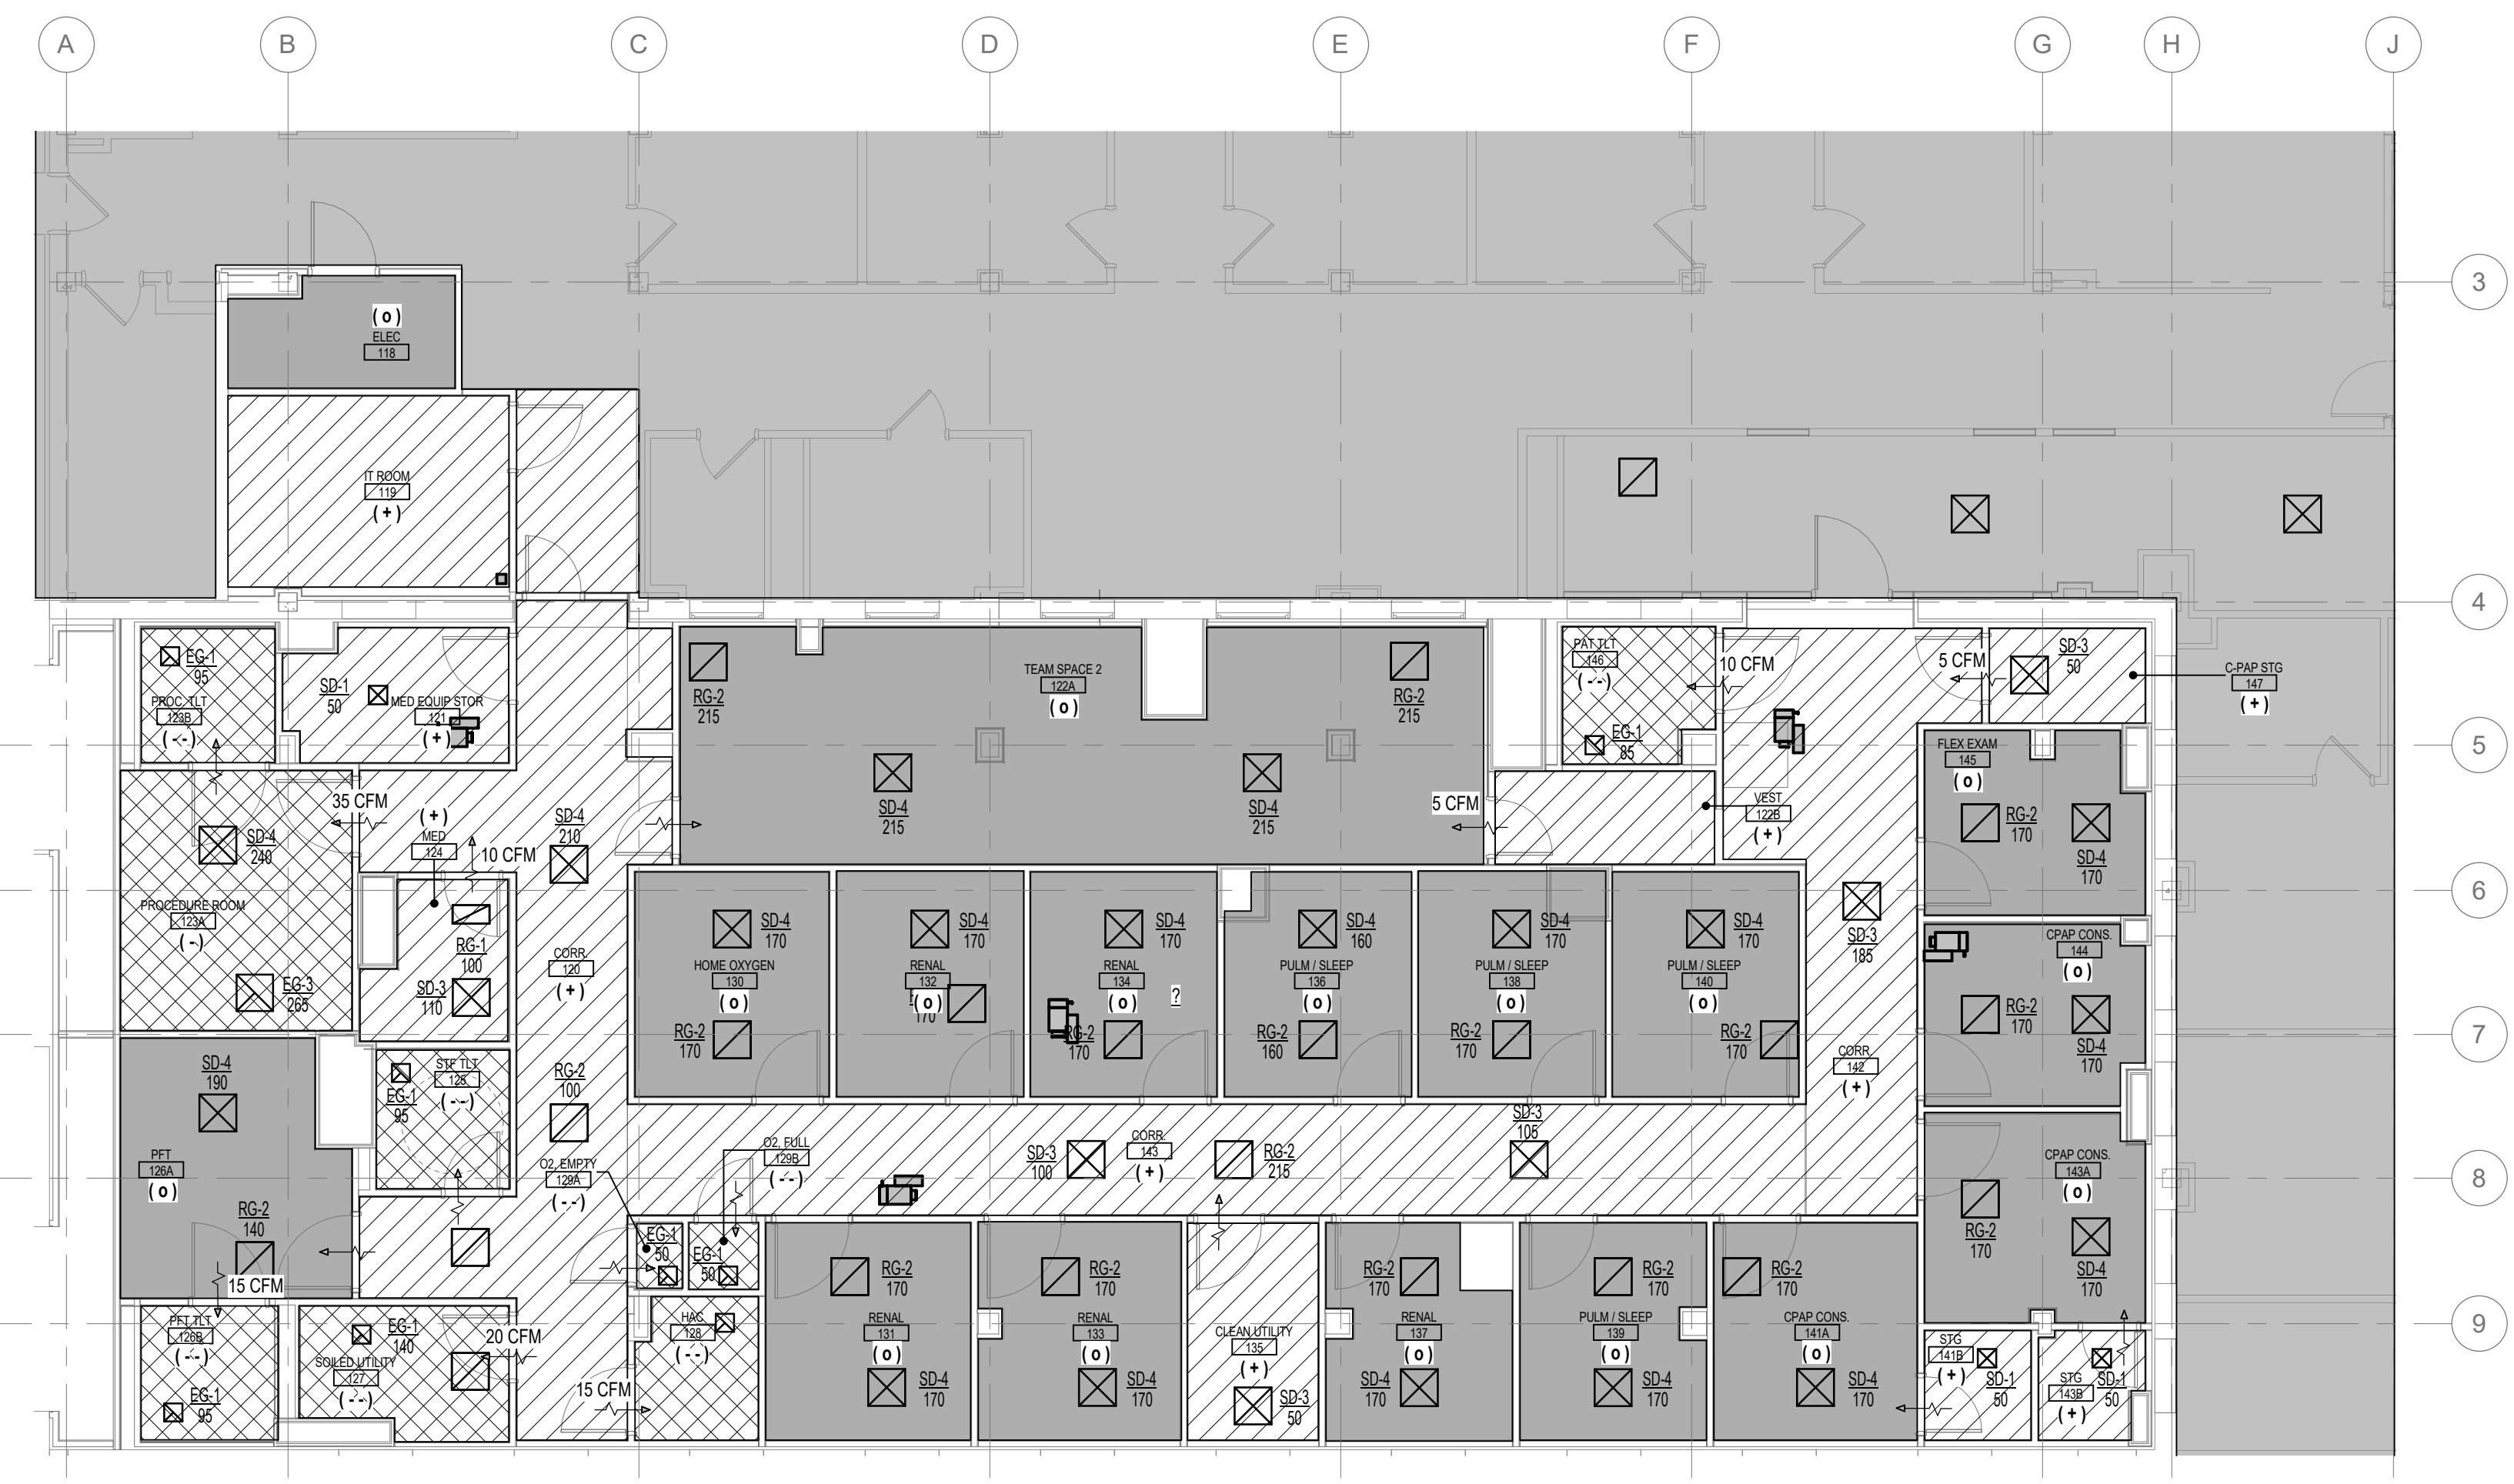 A
B
C
D
E
F
G
H
J
3
4
5
6
7
8
9
(o)
ELEC
118
IT ROOM
119
(+)
EG-1
95
PROC. TLT
123B
(--)
SD-1
50
MED EQUIP STOR
121
(+)
RG-2
215
TEAM SPACE 2
122A
(o)
RG-2
215
SD-4
215
SD-4
215
PAT TLT
146
(--)
EG-1
85
10 CFM
5 CFM
SD-3
50
C-PAP STG
147
(+)
35 CFM
SD-4
240
(+)
MED
124
10 CFM
SD-4
210
5 CFM
VEST
122B
(+)
FLEX EXAM
145
(o)
RG-2
170
SD-4
170
PROCEDURE ROOM
123A
(-)
EG-3
265
RG-1
100
SD-3
110
CORR.
120
(+)
SD-4
170
HOME OXYGEN
130
(o)
RG-2
170
SD-4
170
RENAL
132
(o)
170
SD-4
170
RENAL
134
(o)
?
RG-2
170
SD-4
160
PULM / SLEEP
136
(o)
RG-2
160
SD-4
170
PULM / SLEEP
138
(o)
RG-2
170
SD-4
170
PULM / SLEEP
140
(o)
RG-2
170
SD-3
185
CORR.
142
(+)
CPAP CONS.
144
(o)
RG-2
170
SD-4
170
SD-4
190
PFT
126A
(o)
RG-2
140
15 CFM
STF TLT
125
(--)
EG-1
95
RG-2
100
O2, EMPTY
129A
(--)
O2, FULL
129B
(--)
SD-3
100
CORR.
143
(+)
RG-2
215
SD-3
105
CPAP CONS.
143A
(o)
RG-2
170
SD-4
170
EG-1
50
EG-1
50
PFT TLT
126B
(--)
EG-1
95
EG-1
140
SOILED UTILITY
127
(--)
20 CFM
15 CFM
HAC
128
(--)
RG-2
170
RENAL
131
(o)
SD-4
170
RG-2
170
RENAL
133
(o)
SD-4
170
CLEAN UTILITY
135
(+)
SD-3
50
RG-2
170
RENAL
137
(o)
SD-4
170
RG-2
170
PULM / SLEEP
139
(o)
SD-4
170
RG-2
170
CPAP CONS.
141A
(o)
SD-4
170
STG
141B
(+)
SD-1
50
STG
143B
(+)
SD-1
50